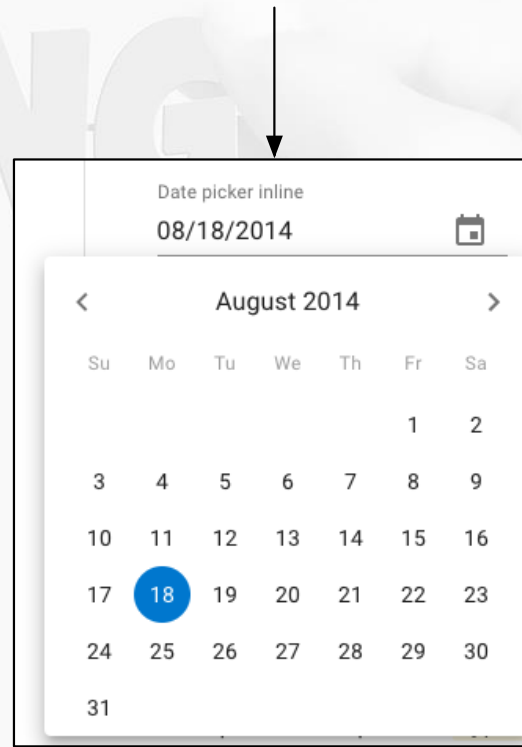 NG
Date picker inline
08/18/2014
August 2014
Su Mo Tu We Th Fr Sa
1 2
3 4 5 6 7 8 9
10 11 12 13 14 15 16
17 18 19 20 21 22 23
24 25 26 27 28 29 30
31